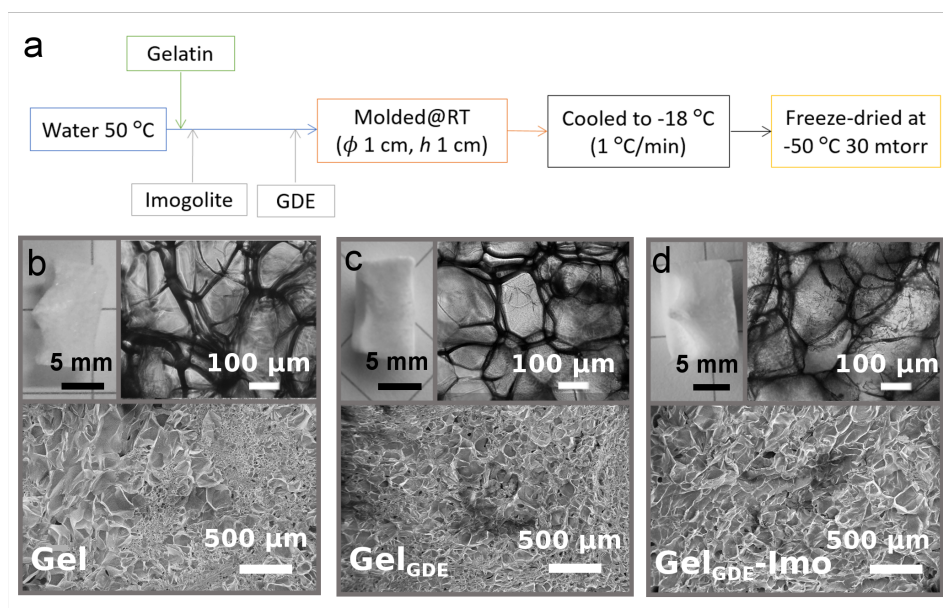 a
Gelatin
Water 50 °C
Molded@RT
(ϕ 1 cm, h 1 cm)
Cooled to -18 °C
(1 °C/min)
Freeze-dried at
-50 °C 30 mtorr
Imogolite
GDE
b
5 mm
100 μm
c
5 mm
100 μm
d
5 mm
100 μm
500 μm
Gel
500 μm
GelGDE
500 μm
GelGDE-Imo